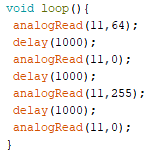 void loop(){
analogRead(11,64);
delay(1000);
analogRead(11,0);
delay(1000);
analogRead(11,255);
delay(1000);
analogRead(11,0);
}